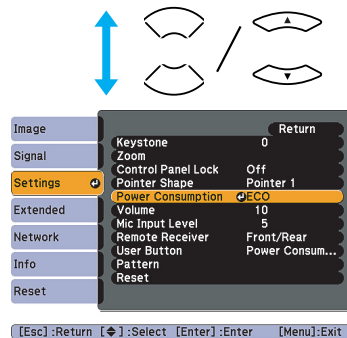 Image
Signal
Settings
Extended
Network
Info
Reset
Return
Keystone 0
Zoom
Control Panel Lock Off
Pointer Shape Pointer 1
Power Consumption ECO
Volume 10
Mic Input Level 5
Remote Receiver Front/Rear
User Button Power Consum...
Pattern
Reset
[Esc] :Return [◆] :Select [Enter] :Enter [Menu]:Exit